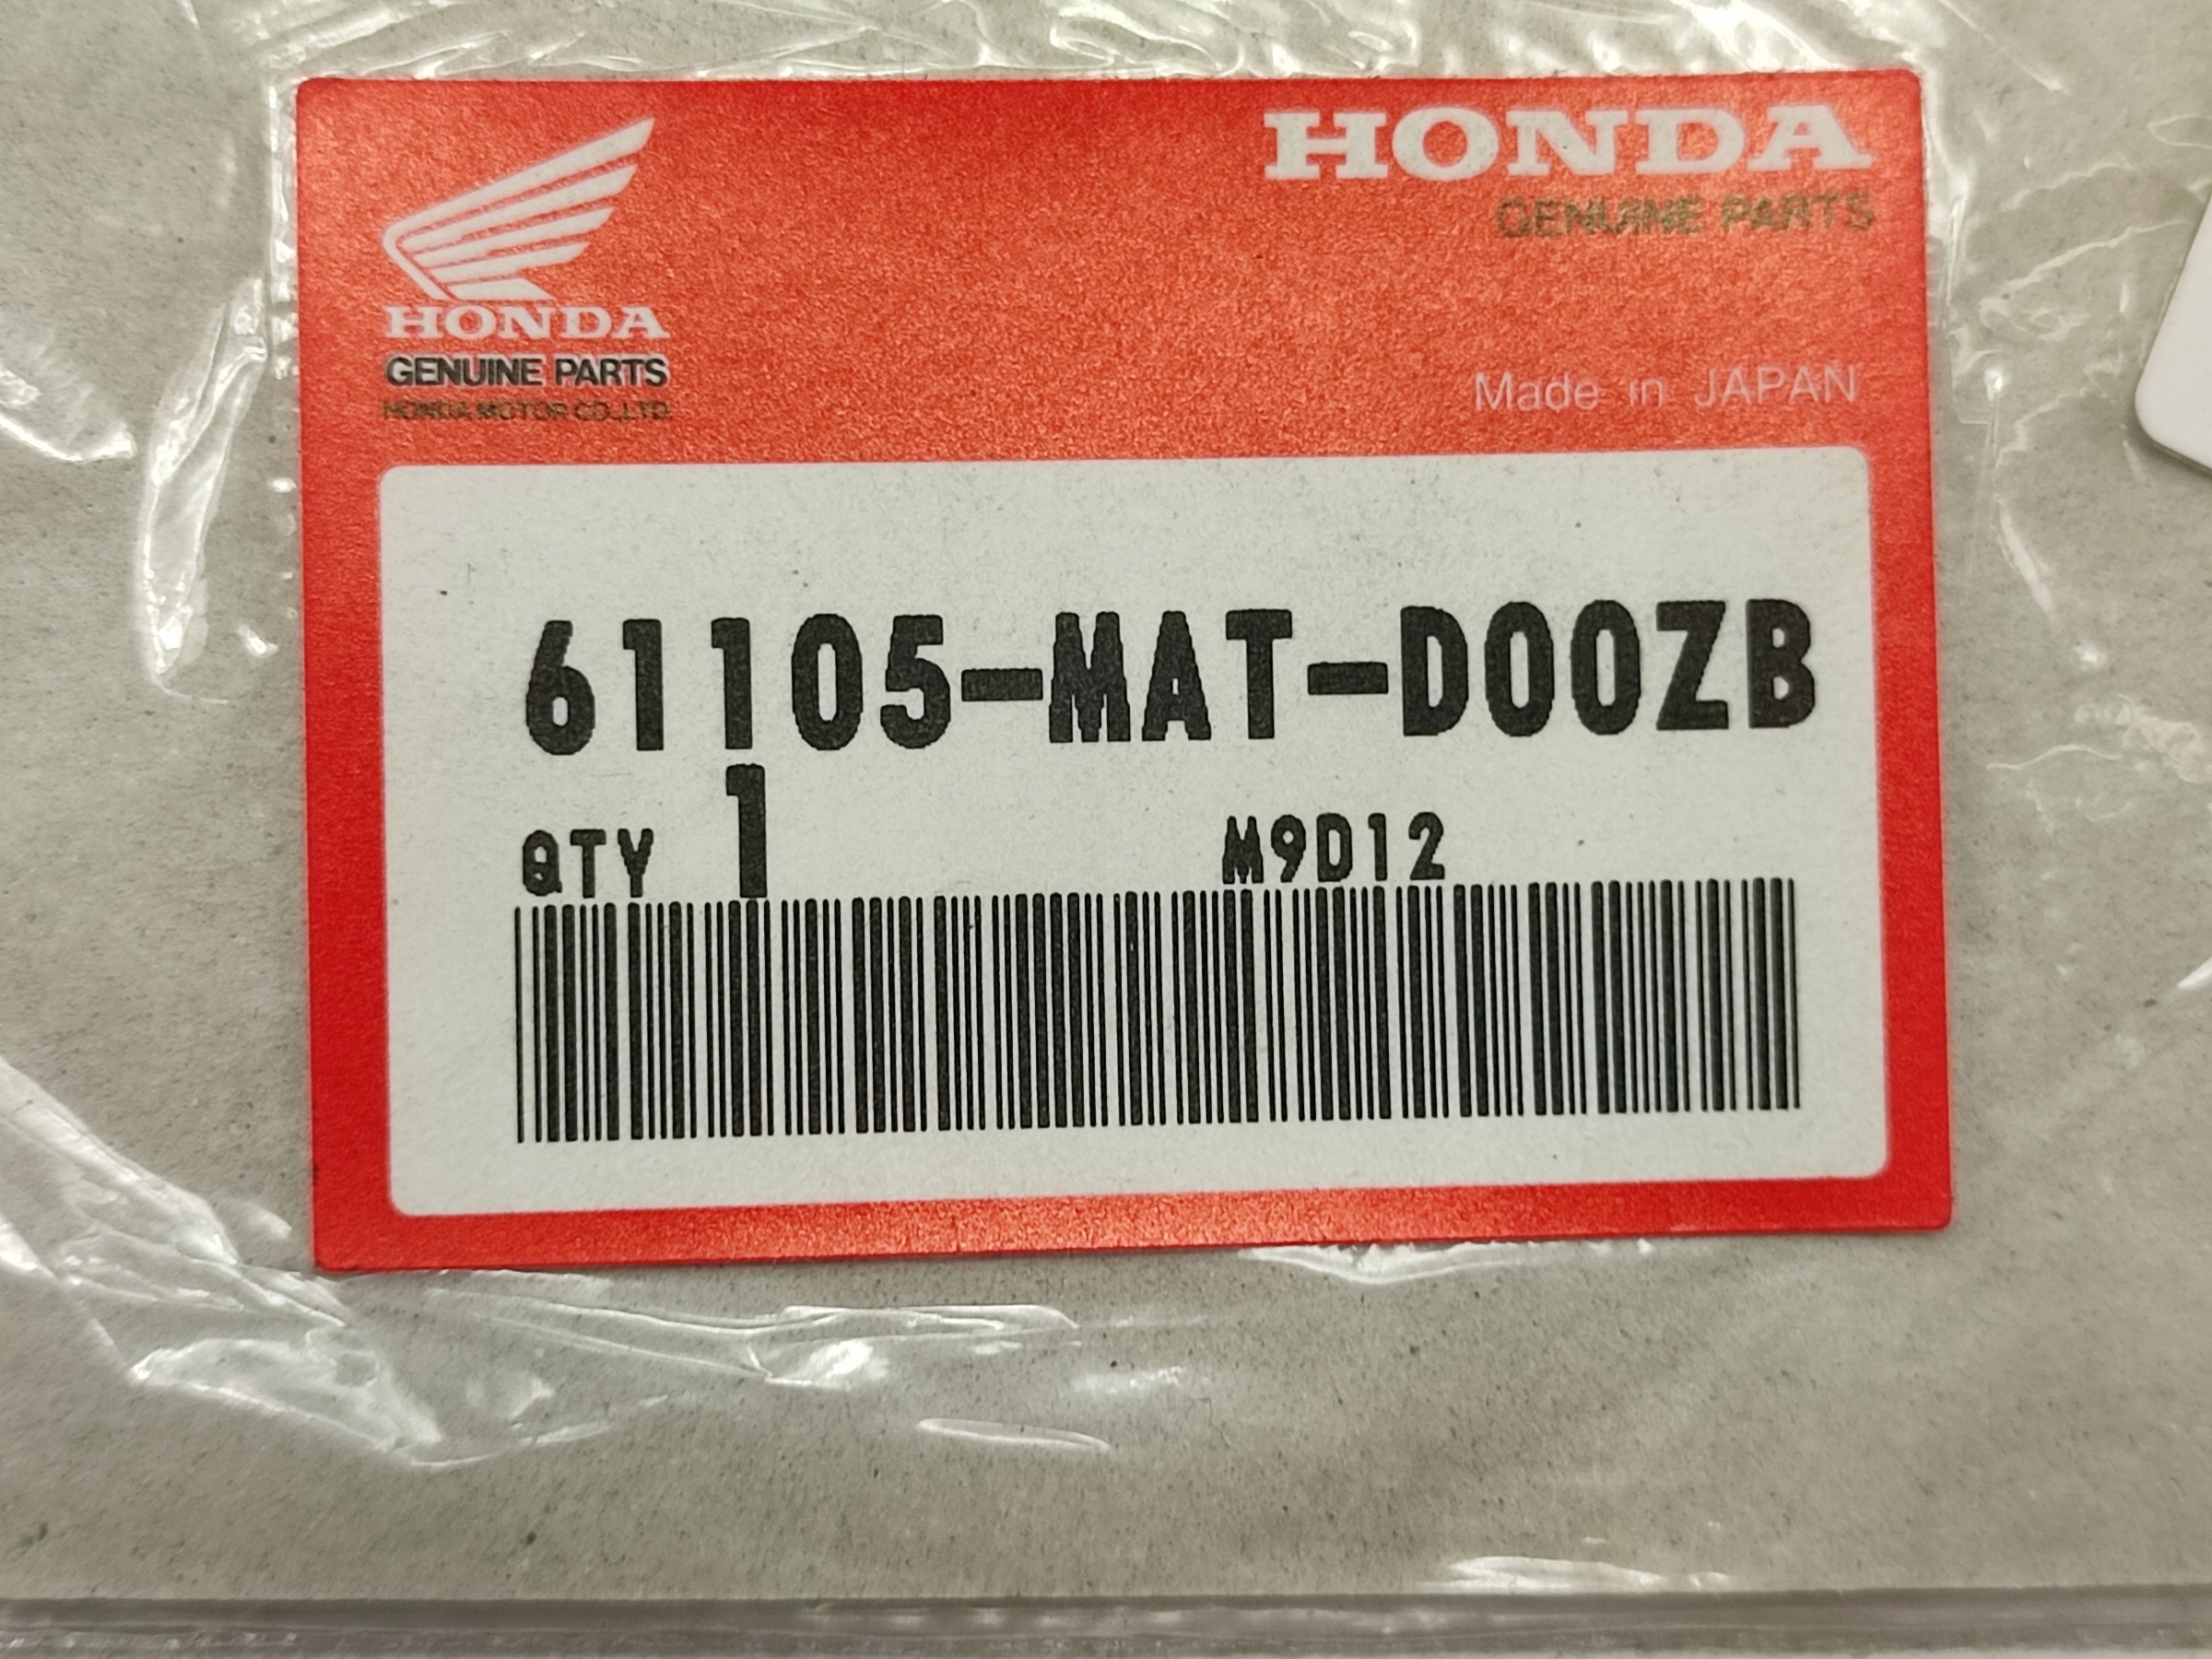 HONDA
GENUINE PARTS
Made in JAPAN
HONDA
GENUINE PARTS
HONDA MOTOR CO.,LTD.
61105-MAT-D00ZB
QTY 1 M9D12